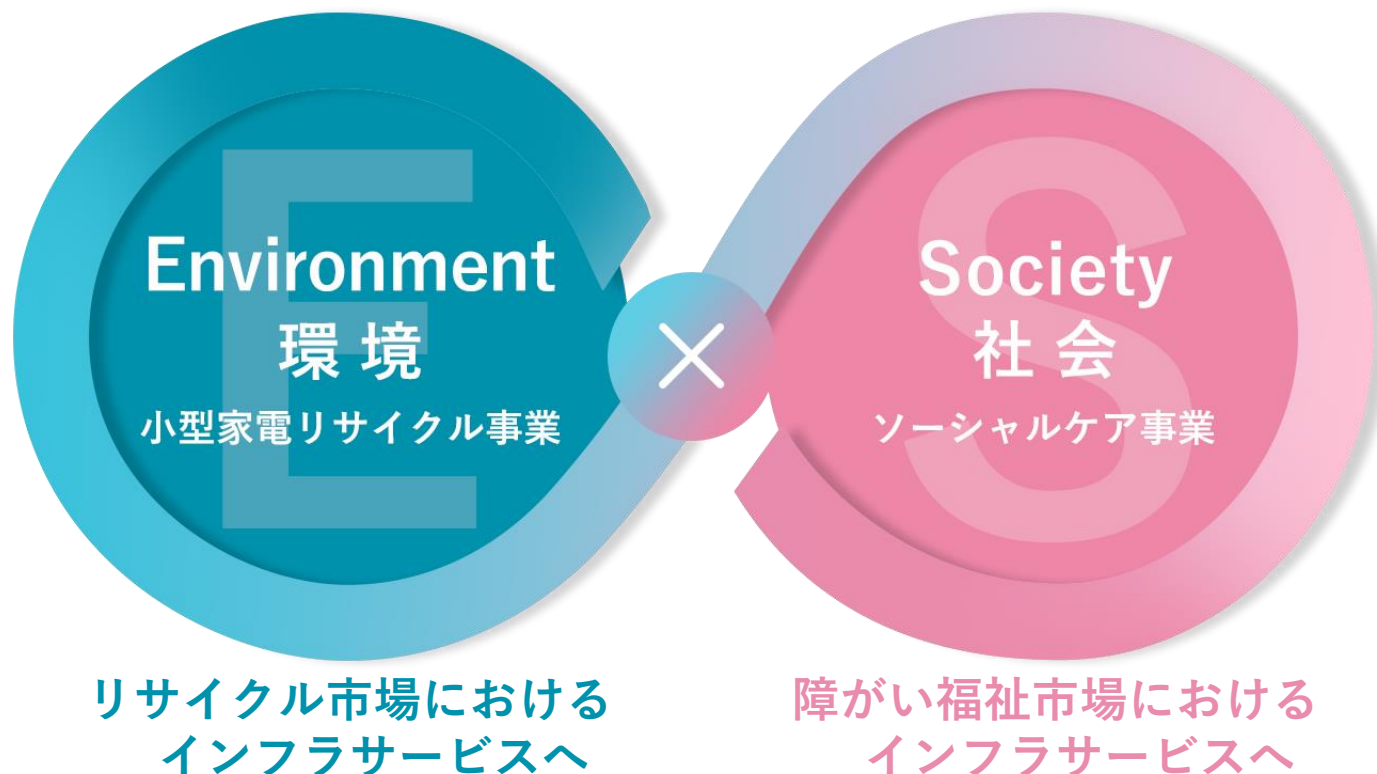 E
Environment
環境
小型家電リサイクル事業
×
S
Society
社会
ソーシャルケア事業
リサイクル市場における
インフラサービスへ
障がい福祉市場における
インフラサービスへ